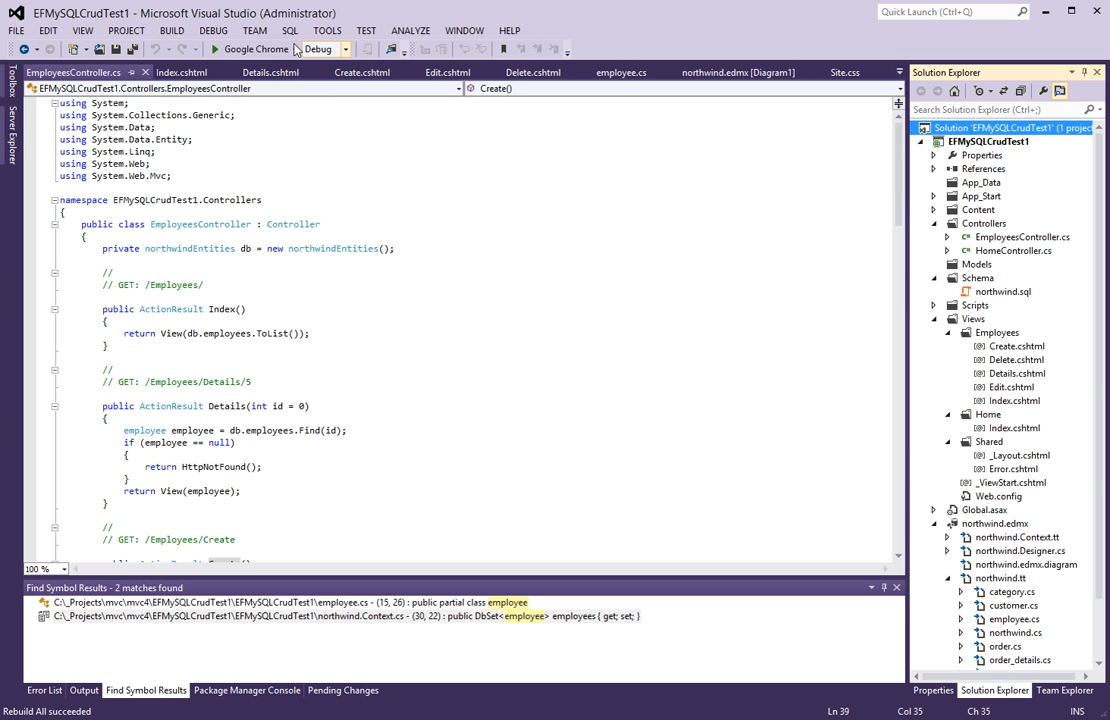 EFMySQLCrudTest1 - Microsoft Visual Studio (Administrator)
Quick Launch (Ctrl+Q)
FILE EDIT VIEW PROJECT BUILD DEBUG TEAM SQL TOOLS TEST ANALYZE WINDOW HELP
Google Chrome Debug
EmployeesController.cs Index.cshtml Details.cshtml Create.cshtml Edit.cshtml Delete.cshtml employee.cs northwind.edmx [Diagram1] Site.css
EFMySQLCrudTest1.Controllers.EmployeesController Create()
Toolbox
Server Explorer
using System;
using System.Collections.Generic;
using System.Data;
using System.Data.Entity;
using System.Linq;
using System.Web;
using System.Web.Mvc;
namespace EFMySQLCrudTest1.Controllers
{
public class EmployeesController : Controller
{
private northwindEntities db = new northwindEntities();
//
// GET: /Employees/
public ActionResult Index()
{
return View(db.employees.ToList());
}
//
// GET: /Employees/Details/5
public ActionResult Details(int id = 0)
{
employee employee = db.employees.Find(id);
if (employee == null)
{
return HttpNotFound();
}
return View(employee);
}
//
// GET: /Employees/Create
100 %
Find Symbol Results - 2 matches found
C:\_Projects\mvc\mvc4\EFMySQLCrudTest1\EFMySQLCrudTest1\employee.cs - (15, 26) : public partial class employee
C:\_Projects\mvc\mvc4\EFMySQLCrudTest1\EFMySQLCrudTest1\northwind.Context.cs - (30, 22) : public DbSet<employee> employees { get; set; }
Error List Output Find Symbol Results Package Manager Console Pending Changes
Solution Explorer
Search Solution Explorer (Ctrl+;)
Solution 'EFMySQLCrudTest1' (1 project
EFMySQLCrudTest1
Properties
References
App_Data
App_Start
Content
Controllers
EmployeesController.cs
HomeController.cs
Models
Schema
northwind.sql
Scripts
Views
Employees
Create.cshtml
Delete.cshtml
Details.cshtml
Edit.cshtml
Index.cshtml
Home
Index.cshtml
Shared
_Layout.cshtml
Error.cshtml
_ViewStart.cshtml
Web.config
Global.asax
northwind.edmx
northwind.Context.tt
northwind.Designer.cs
northwind.edmx.diagram
northwind.tt
category.cs
customer.cs
employee.cs
northwind.cs
order.cs
order_details.cs
Properties Solution Explorer Team Explorer
Rebuild All succeeded Ln 39 Col 35 Ch 35 INS